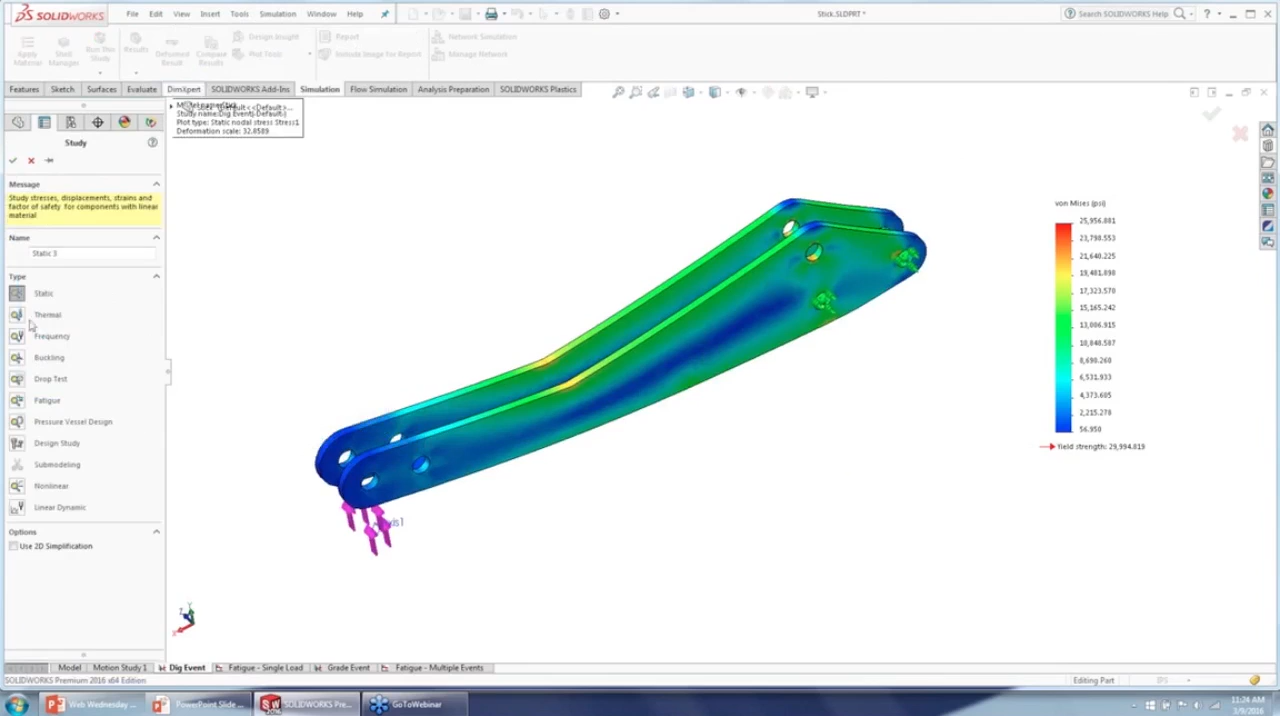 SOLIDWORKS
File Edit View Insert Tools Simulation Window Help
Stick.SLDPRT *
Search SOLIDWORKS Help
Apply Material
Shell Manager
Run This Study
Results
Deformed Result
Compare Results
Design Insight
Plot Tools
Report
Include Image for Report
Network Simulation
Manage Network
Features Sketch Surfaces Evaluate DimXpert SOLIDWORKS Add-Ins Simulation Flow Simulation Analysis Preparation SOLIDWORKS Plastics
Study name:Dig Event(-Default-)
Plot type: Static nodal stress Stress1
Deformation scale: 32.8589
Study
Message
Study stresses, displacements, strains and
factor of safety for components with linear
material
Name
Static 3
Type
Static
Thermal
Frequency
Buckling
Drop Test
Fatigue
Pressure Vessel Design
Design Study
Submodeling
Nonlinear
Linear Dynamic
Options
Use 2D Simplification
von Mises (psi)
25,956.881
23,798.553
21,640.225
19,481.898
17,323.570
15,165.242
13,006.915
10,848.587
8,690.260
6,531.933
4,373.605
2,215.278
56.950
Yield strength: 29,994.819
Y
Z
X
Model Motion Study 1 Dig Event Fatigue - Single Load Grade Event Fatigue - Multiple Events
SOLIDWORKS Premium 2016 x64 Edition
Editing Part
IPS
Web Wednesday ...
PowerPoint Slide ...
SOLIDWORKS Pre...
GoToWebinar
11:24 AM
3/9/2016